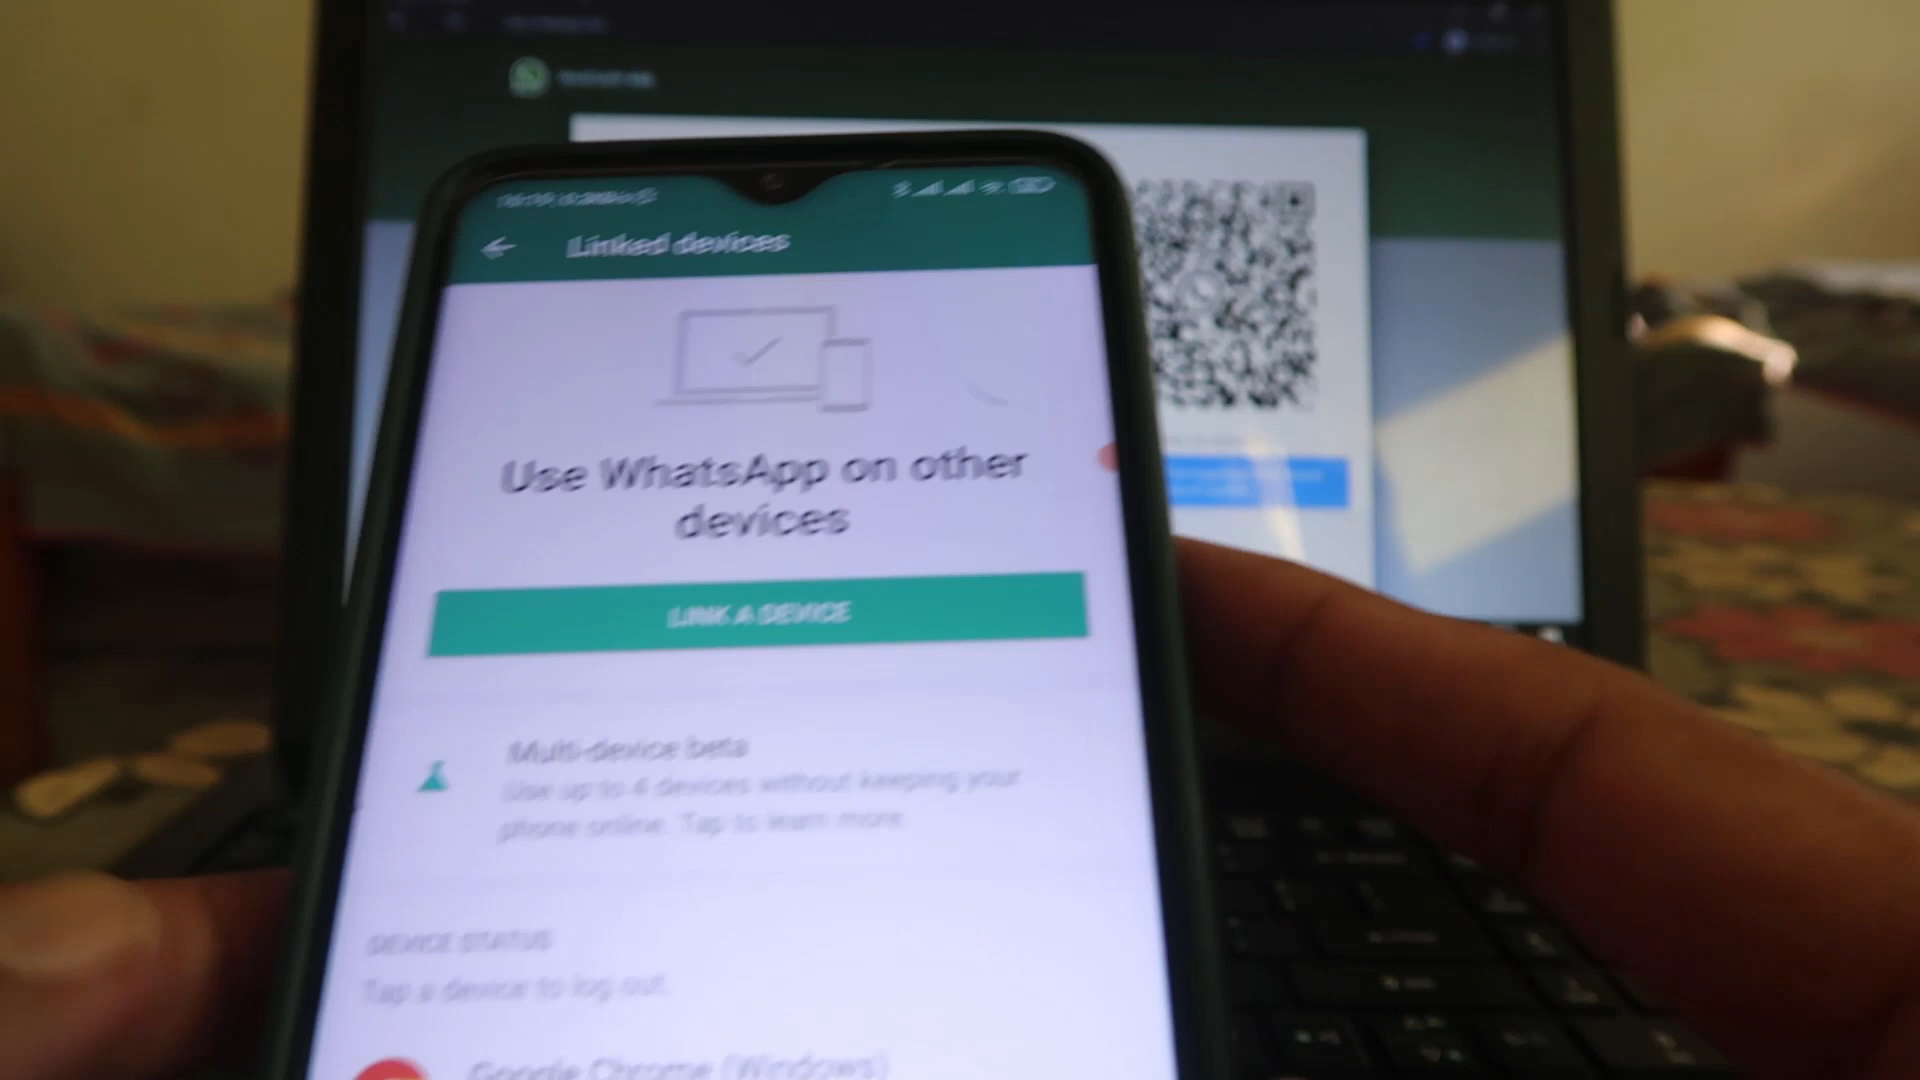 Linked devices
Use WhatsApp on other
devices
LINK A DEVICE
Multi-device beta
Use up to 4 devices without keeping your
phone online. Tap to learn more.
DEVICE STATUS
Tap a device to log out.
Google Chrome (Windows)